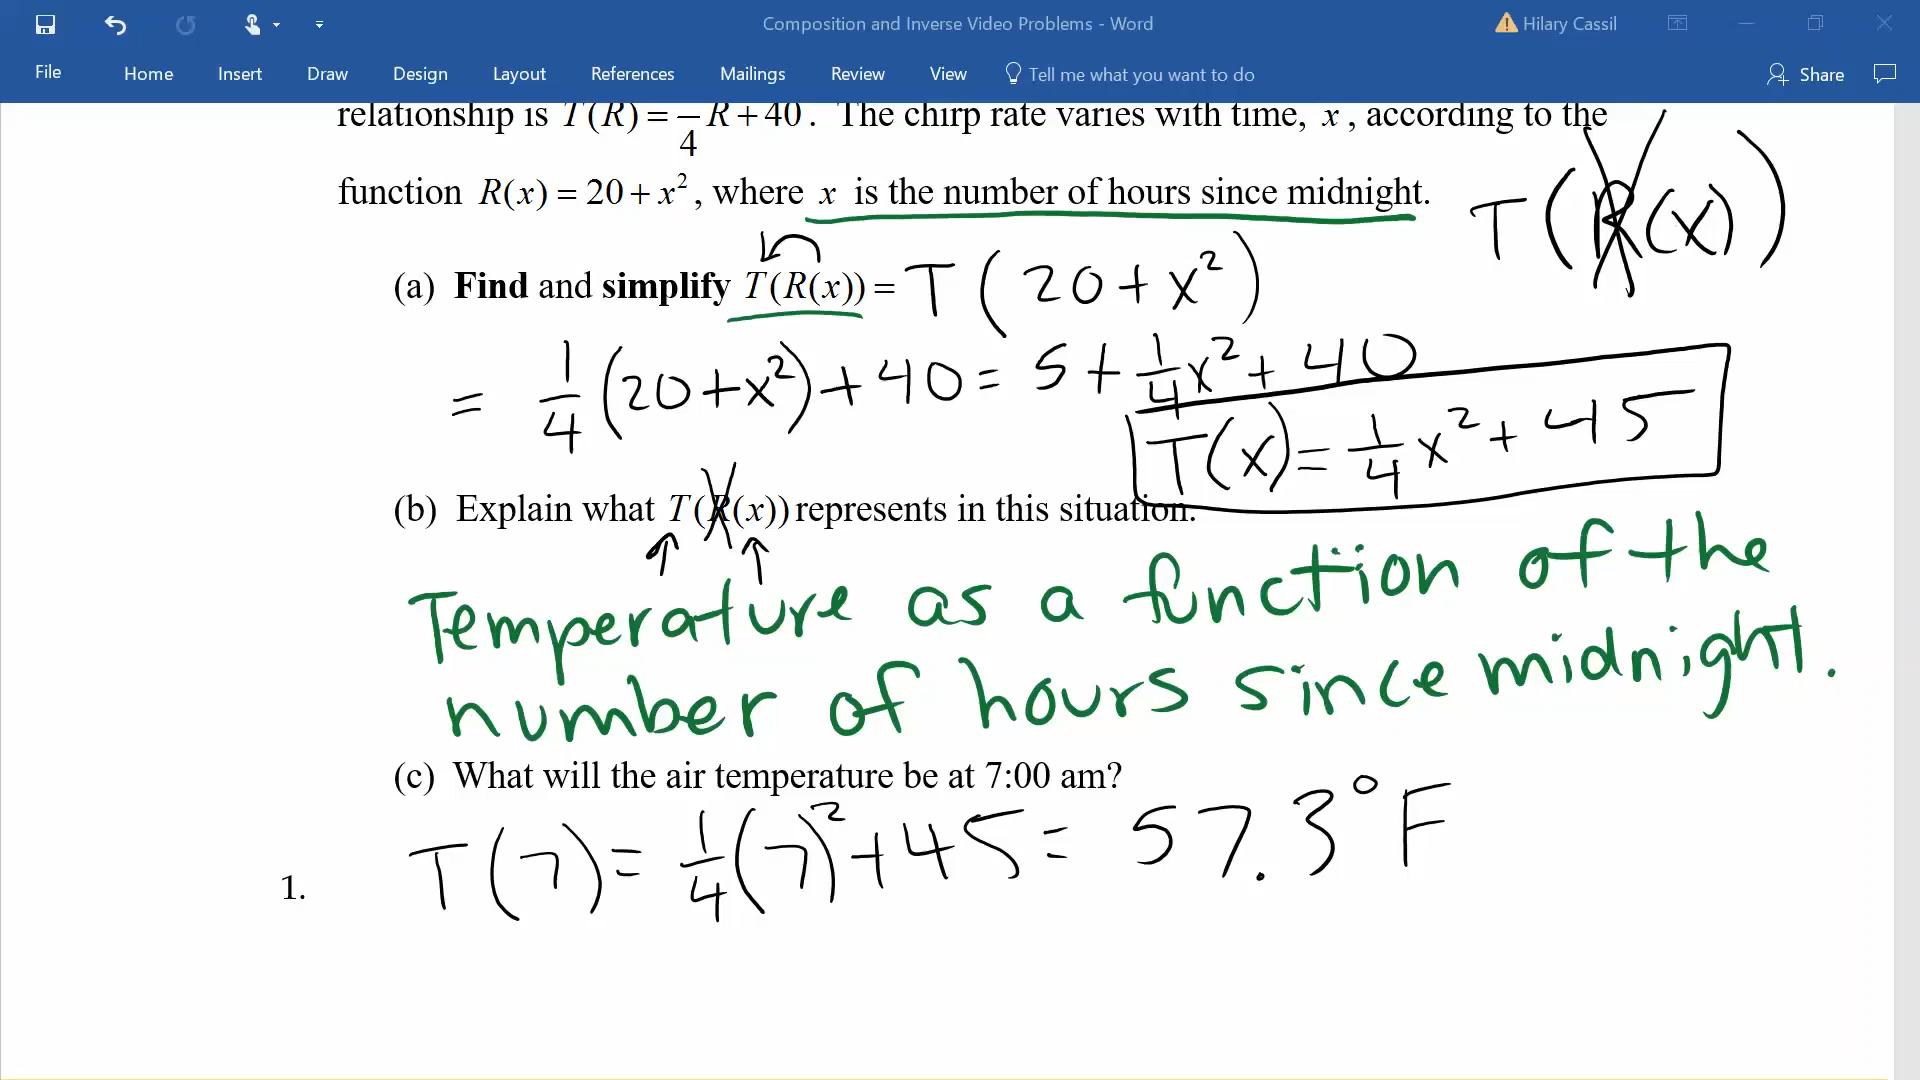 Composition and Inverse Video Problems - Word
Hilary Cassil
File Home Insert Draw Design Layout References Mailings Review View Tell me what you want to do Share
relationship is T(R) = /4 R + 40. The chirp rate varies with time, x, according to the
function R(x) = 20 + x², where x is the number of hours since midnight.
T(R(x))
(a) Find and simplify T(R(x)) = T(20 + x²)
= 1/4 (20 + x²) + 40 = 5 + 1/4 x² + 40
T(x) = 1/4 x² + 45
(b) Explain what T(R(x)) represents in this situation.
Temperature as a function of the
number of hours since midnight.
(c) What will the air temperature be at 7:00 am?
1. T(7) = 1/4 (7)² + 45 = 57.3° F